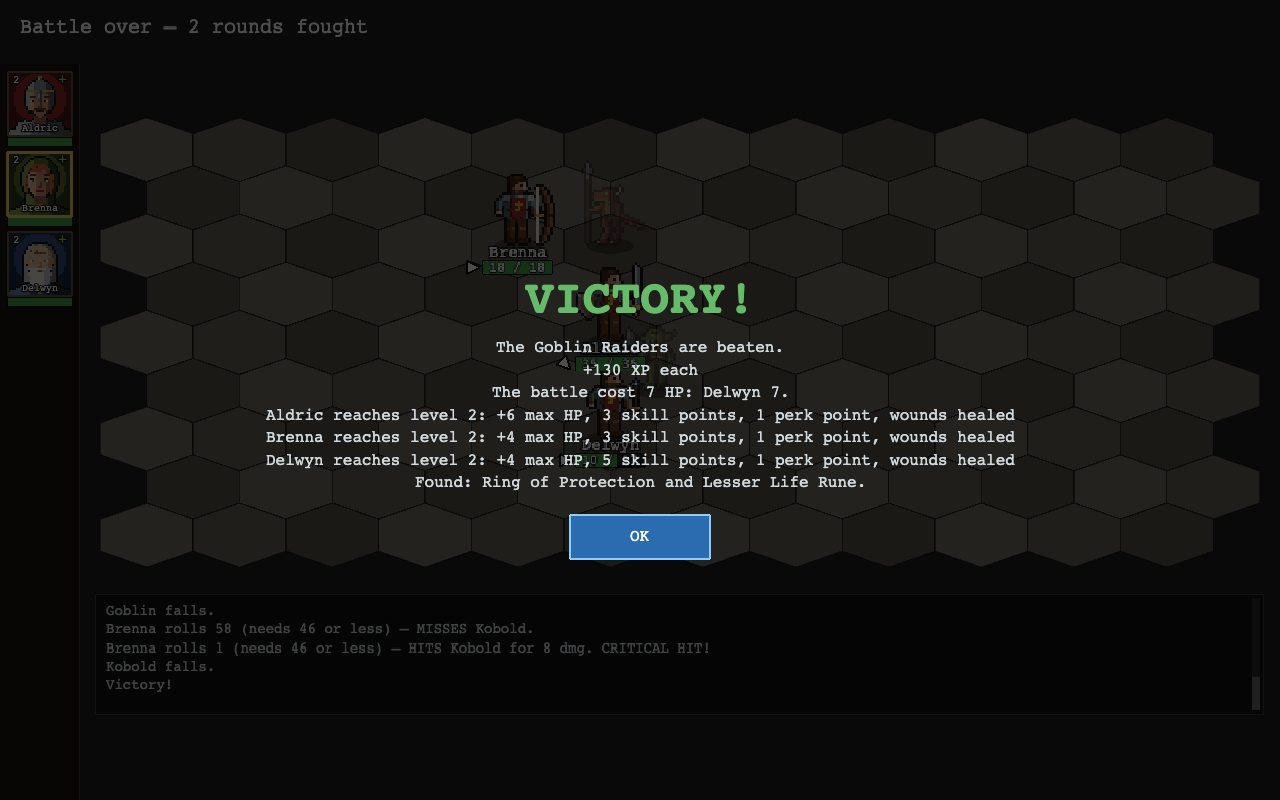 Battle over — 2 rounds fought
2 +
Aldric
2 +
Brenna
2 +
Delwyn
Brenna
18 / 18
VICTORY!
The Goblin Raiders are beaten.
+130 XP each
The battle cost 7 HP: Delwyn 7.
Aldric reaches level 2: +6 max HP, 3 skill points, 1 perk point, wounds healed
Brenna reaches level 2: +4 max HP, 3 skill points, 1 perk point, wounds healed
Delwyn
Delwyn reaches level 2: +4 max HP, 5 skill points, 1 perk point, wounds healed
Found: Ring of Protection and Lesser Life Rune.
OK
Goblin falls.
Brenna rolls 58 (needs 46 or less) — MISSES Kobold.
Brenna rolls 1 (needs 46 or less) — HITS Kobold for 8 dmg. CRITICAL HIT!
Kobold falls.
Victory!